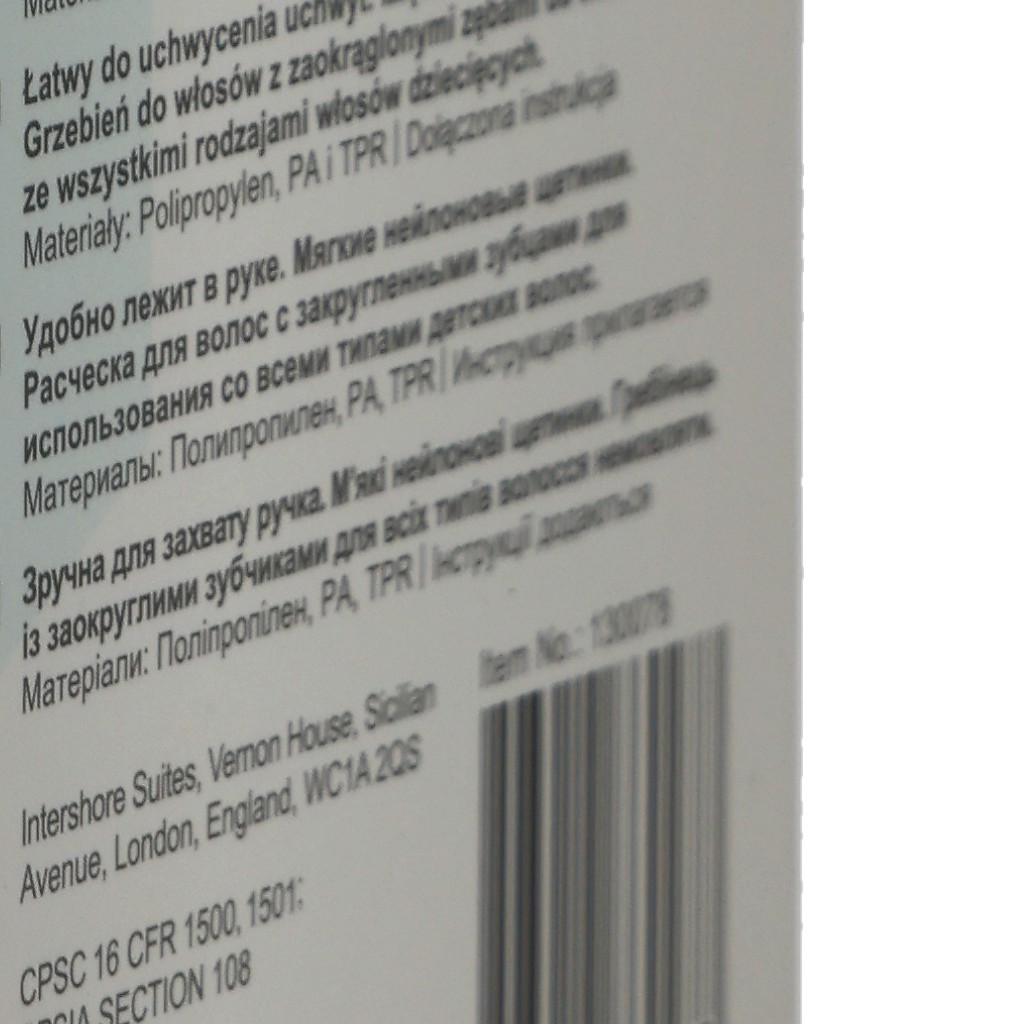 Łatwy do uchwycenia uchwyt.
Grzebień do włosów z zaokrąglonymi zębami do
ze wszystkimi rodzajami włosów dziecięcych.
Materiały: Polipropylen, PA i TPR | Dołączona instrukcja
Удобно лежит в руке. Мягкие нейлоновые щетинки.
Расческа для волос с закругленными зубцами для
использования со всеми типами детских волос.
Материалы: Полипропилен, PA, TPR | Инструкция прилагается
Зручна для захвату ручка. М'які нейлонові щетинки. Гребінець
із заокруглими зубчиками для всіх типів волосся немовляти.
Матеріали: Поліпропілен, PA, TPR | Інструкції додаються
Item No.: 130078
Intershore Suites, Vernon House, Sicilian
Avenue, London, England, WC1A 2QS
CPSC 16 CFR 1500, 1501;
SECTION 108